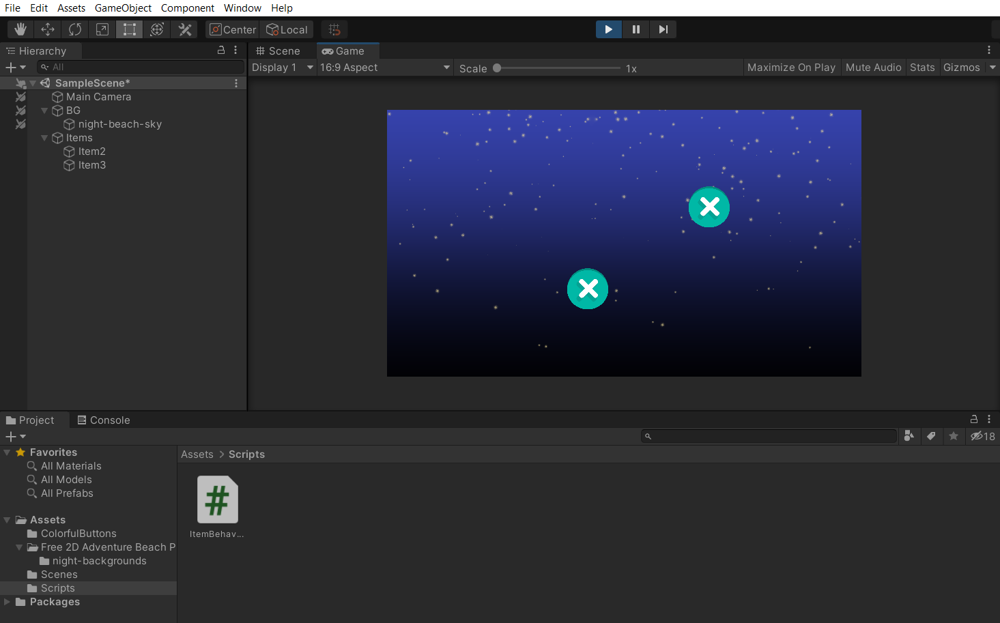 File Edit Assets GameObject Component Window Help
Center Local
Hierarchy
All
SampleScene*
Main Camera
BG
night-beach-sky
Items
Item2
Item3
Scene Game
Display 1 16:9 Aspect Scale 1x Maximize On Play Mute Audio Stats Gizmos
Project Console
18
Favorites
All Materials
All Models
All Prefabs
Assets
ColorfulButtons
Free 2D Adventure Beach P
night-backgrounds
Scenes
Scripts
Packages
Assets > Scripts
#
ItemBehav...